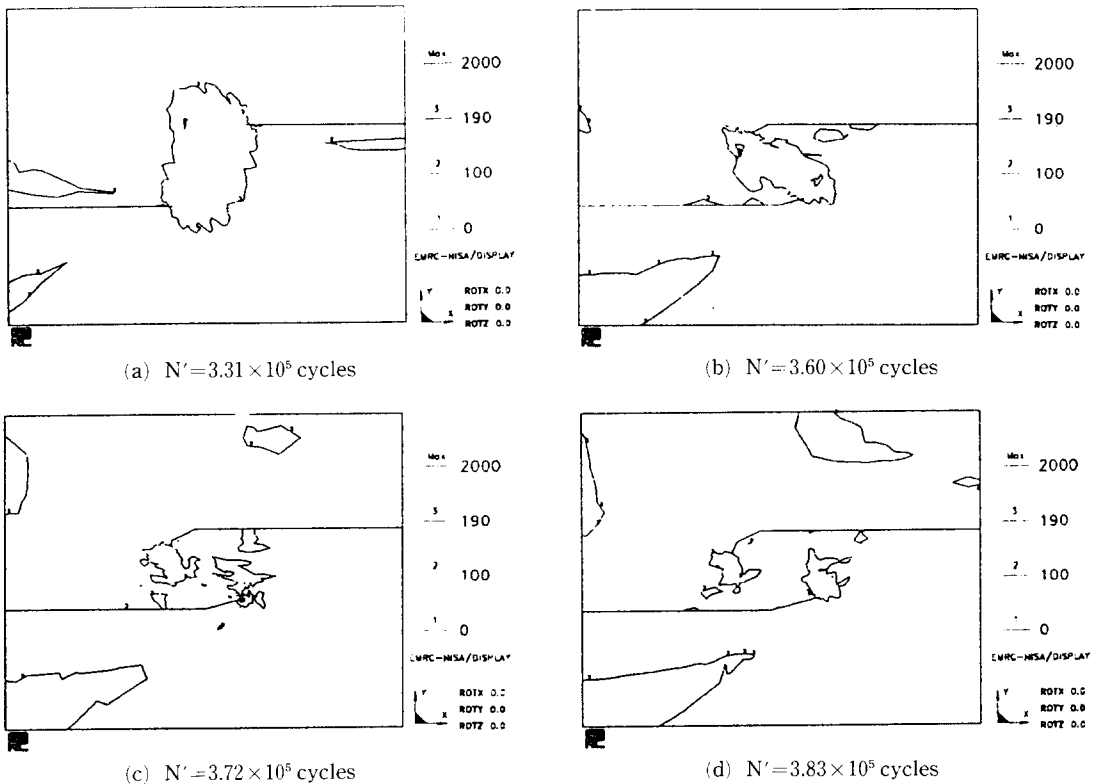 Max
2000
3
190
2
100
1
0
EMRC-NISA/DISPLAY
Y
X
ROTX 0.0
ROTY 0.0
ROTZ 0.0
(a) N′=3.31×10⁵ cycles
Max
2000
3
190
2
100
1
0
EMRC-NISA/DISPLAY
Y
X
ROTX 0.0
ROTY 0.0
ROTZ 0.0
(b) N′=3.60×10⁵ cycles
Max
2000
3
190
2
100
1
0
EMRC-NISA/DISPLAY
Y
X
ROTX 0.0
ROTY 0.0
ROTZ 0.0
(c) N′=3.72×10⁵ cycles
Max
2000
3
190
2
100
0
EMRC-NISA/DISPLAY
Y
X
ROTX 0.0
ROTY 0.0
ROTZ 0.0
(d) N′=3.83×10⁵ cycles